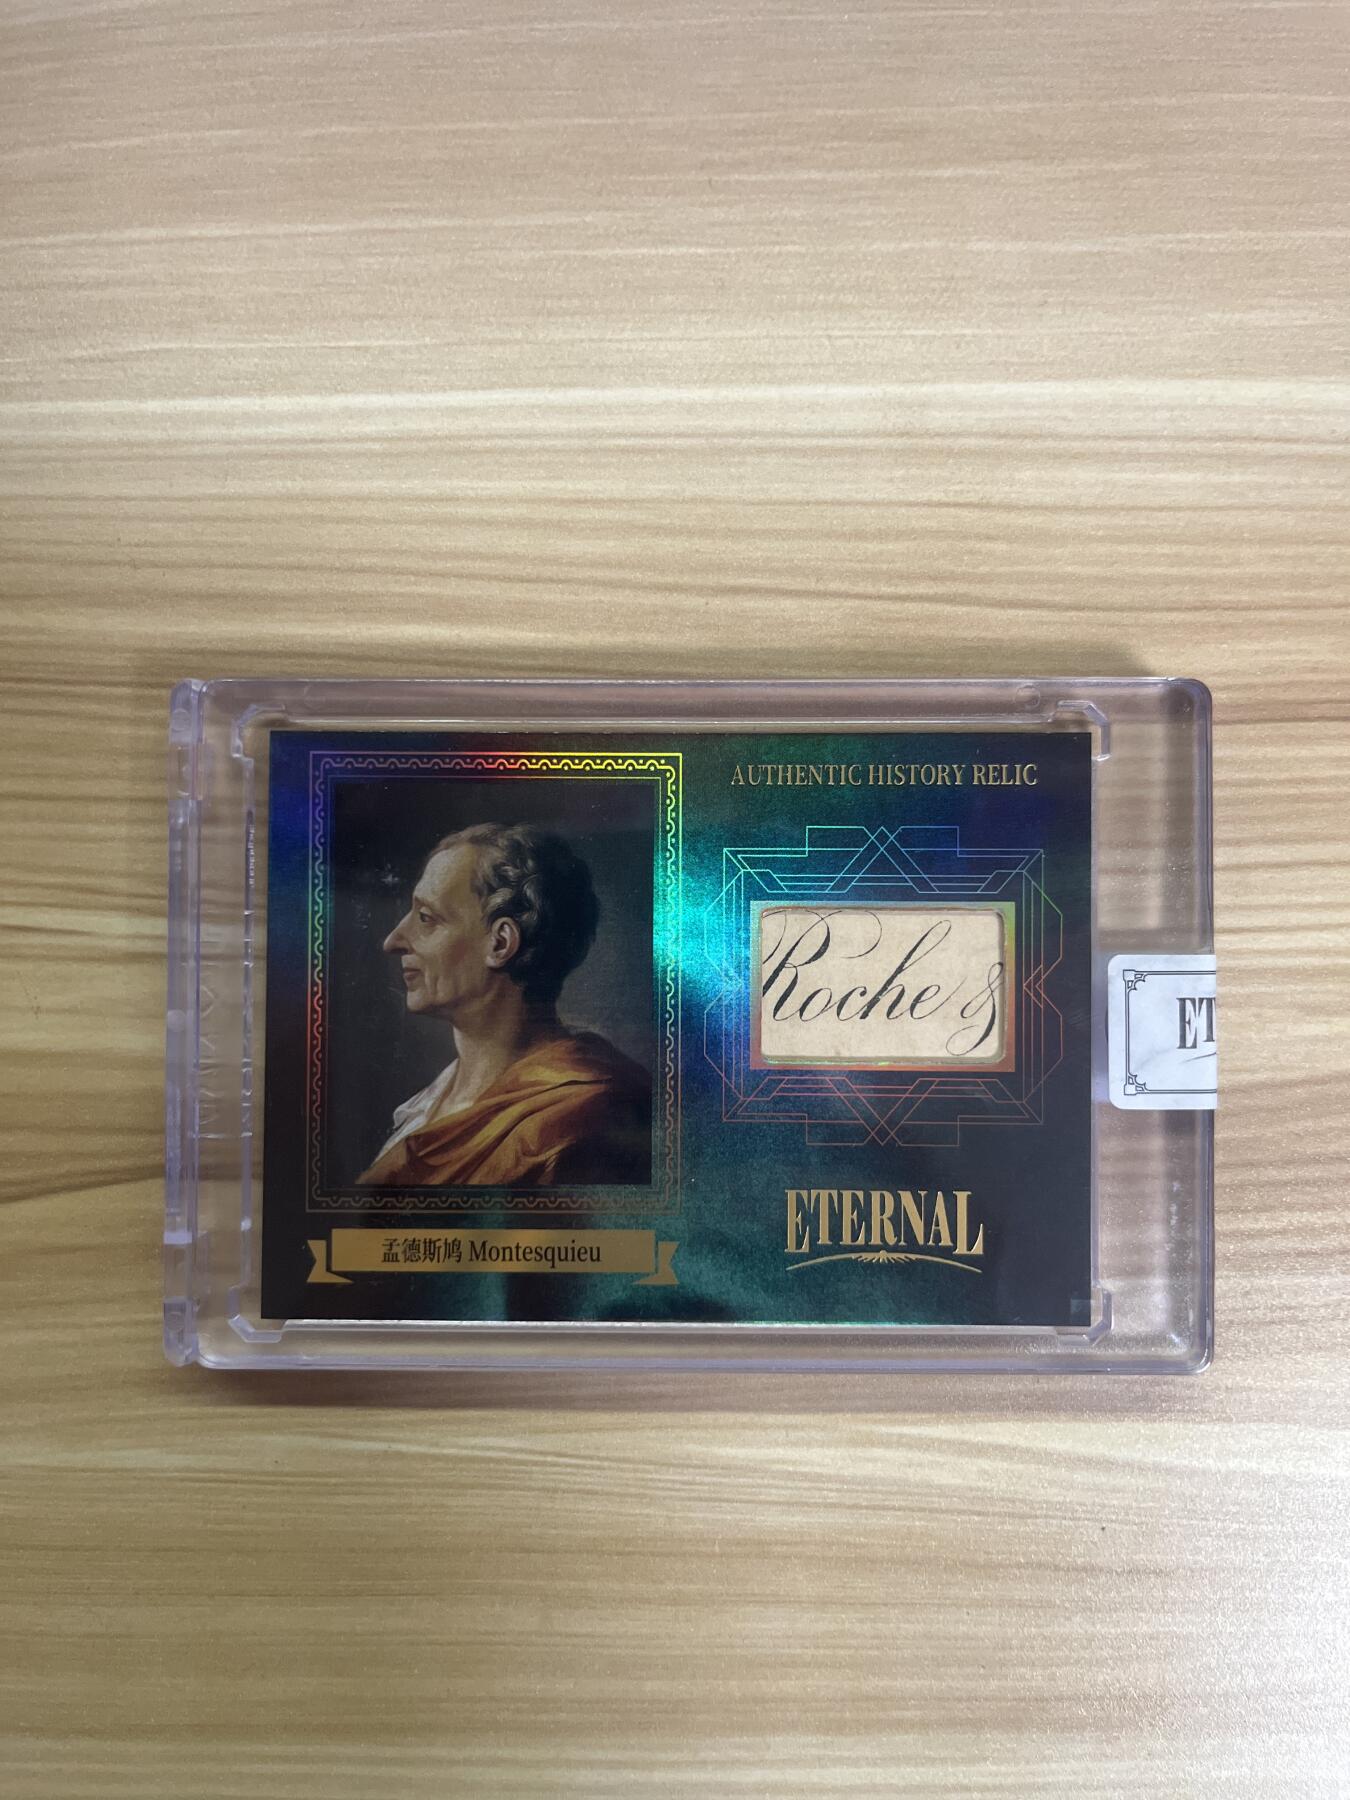 AUTHENTIC HISTORY RELIC
Roche &
ET
ETERNAL
孟德斯鸠 Montesquieu